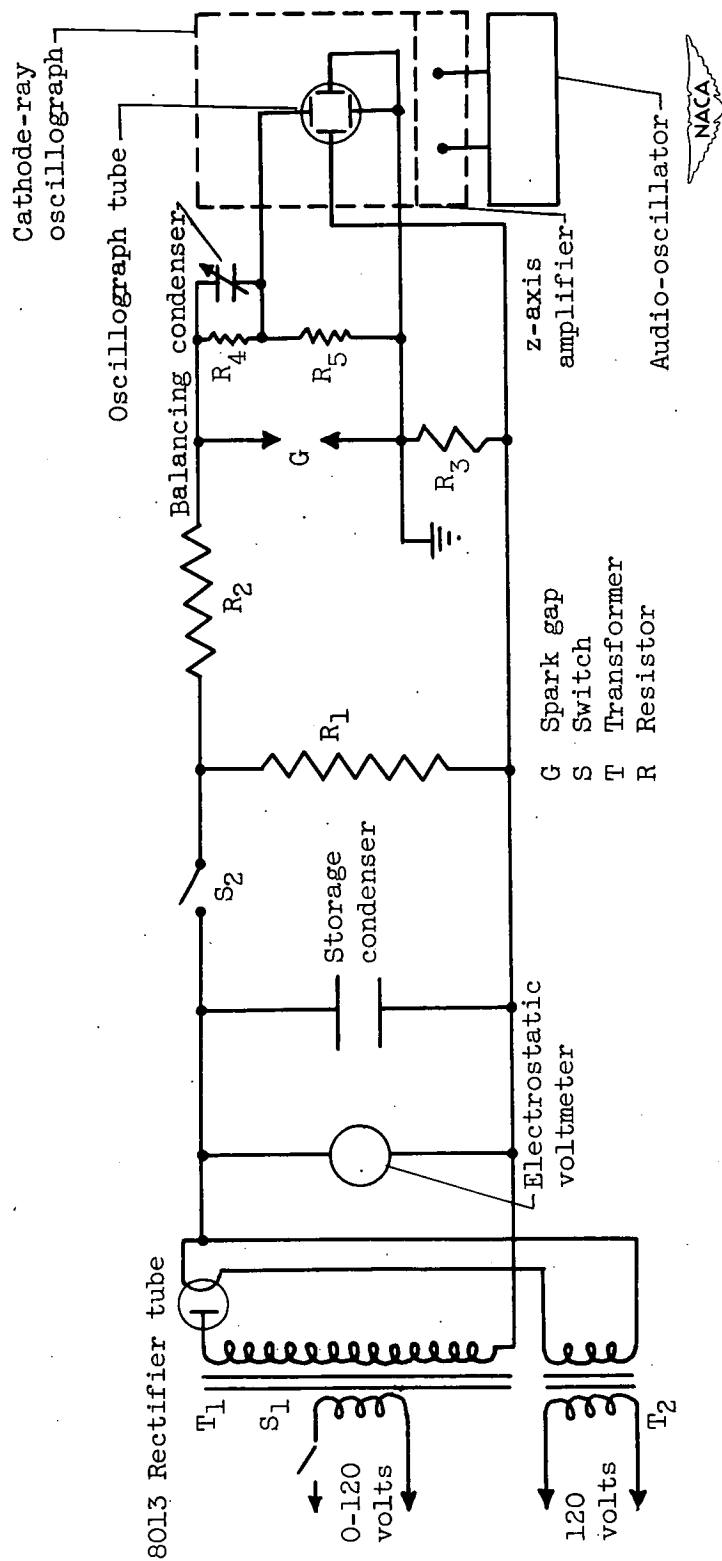 8013 Rectifier tube
T1
S1
0-120
volts
120
volts
T2
Electrostatic
voltmeter
Storage
condenser
S2
R1
R2
G
R3
R4
R5
Balancing condenser
Oscillograph tube
Cathode-ray
oscillograph
z-axis
amplifier
Audio-oscillator
G Spark gap
S Switch
T Transformer
R Resistor
NACA